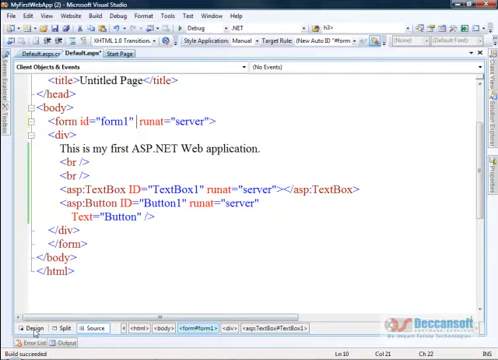 MyFirstWebApp (2) - Microsoft Visual Studio
File Edit View Website Build Debug Format Tools Window Help
Debug .NET h3>
XHTML 1.0 Transition Style Application: Manual Target Rule: (New Auto ID "#form (None) (Default Font)
Default.aspx.cs* Default.aspx* Start Page
Client Objects & Events (No Events)
<title>Untitled Page</title>
</head>
<body>
<form id="form1" runat="server">
<div>
This is my first ASP.NET Web application.
<br />
<br />
<asp:TextBox ID="TextBox1" runat="server"></asp:TextBox>
<asp:Button ID="Button1" runat="server"
Text="Button" />
</div>
</form>
</body>
</html>
Design Split Source <html> <body> <form#form1> <div> <asp:TextBox#TextBox1>
Error List Output
Build succeeded Ln 10 Col 21 Ch 22 INS
Server Explorer
Toolbox
Class View
Solution Explorer
Properties
Deccansoft